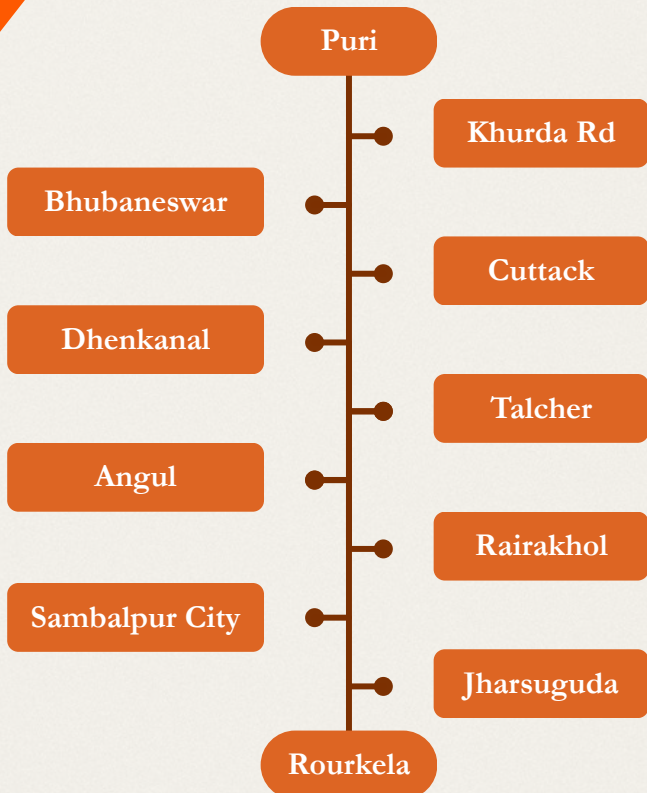 Puri
Khurda Rd
Bhubaneswar
Cuttack
Dhenkanal
Talcher
Angul
Rairakhol
Sambalpur City
Jharsuguda
Rourkela